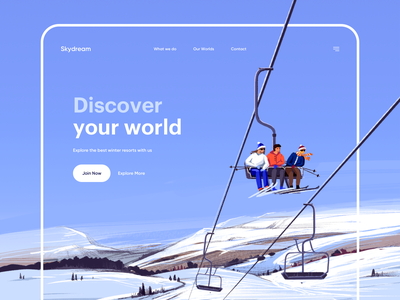 Skydream
What we do
Our Worlds
Contact
Discover
your world
Explore the best winter resorts with us
Join Now
Explore More